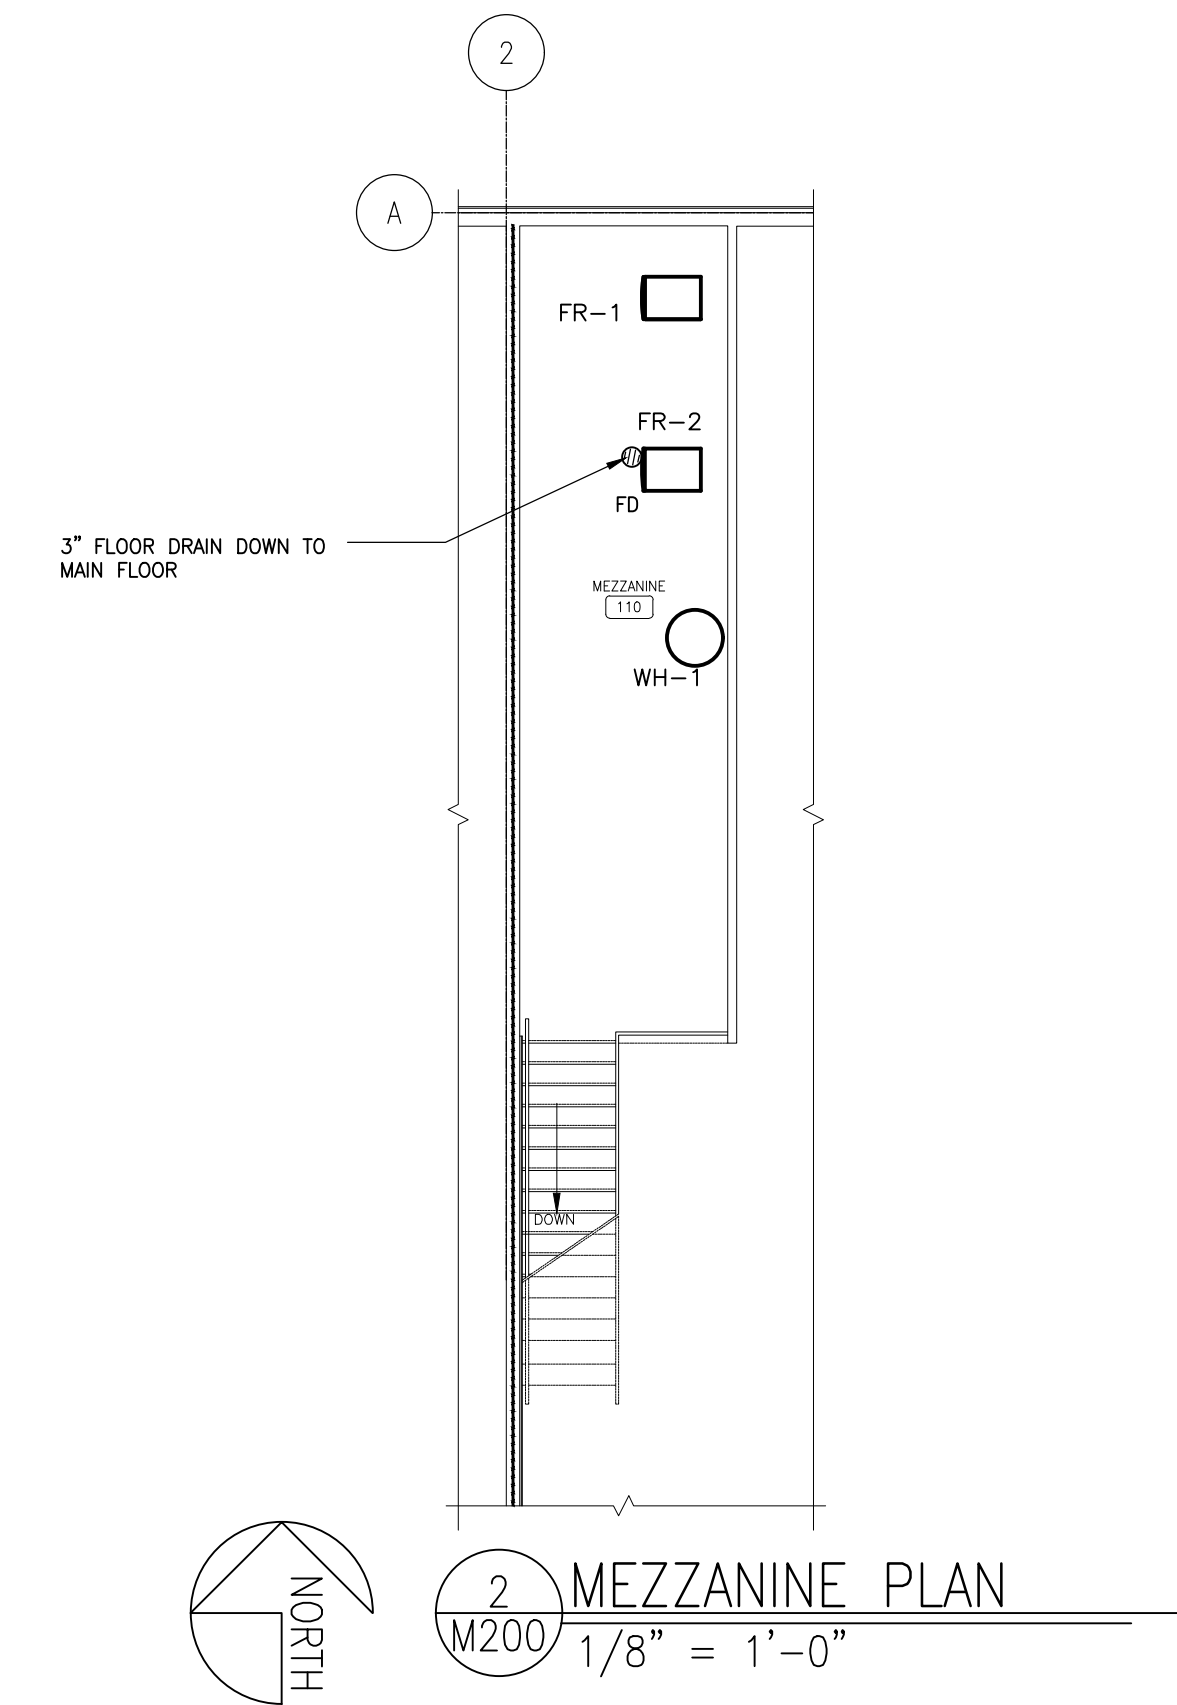 2
A
FR-1
FR-2
FD
3" FLOOR DRAIN DOWN TO
MAIN FLOOR
MEZZANINE
110
WH-1
DOWN
NORTH
2
M200
MEZZANINE PLAN
1/8" = 1'-0"